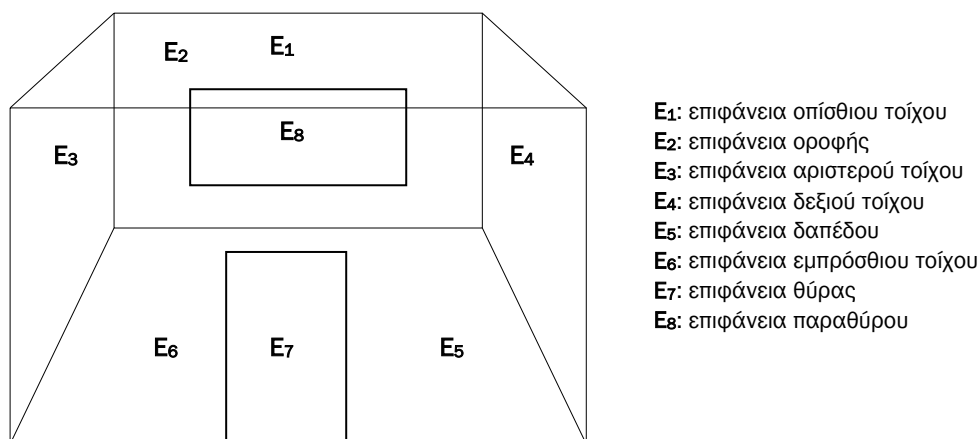 E1
E2
E8
E3
E4
E6
E7
E5
E1: επιφάνεια οπίσθιου τοίχου
E2: επιφάνεια οροφής
E3: επιφάνεια αριστερού τοίχου
E4: επιφάνεια δεξιού τοίχου
E5: επιφάνεια δαπέδου
E6: επιφάνεια εμπρόσθιου τοίχου
E7: επιφάνεια θύρας
E8: επιφάνεια παραθύρου